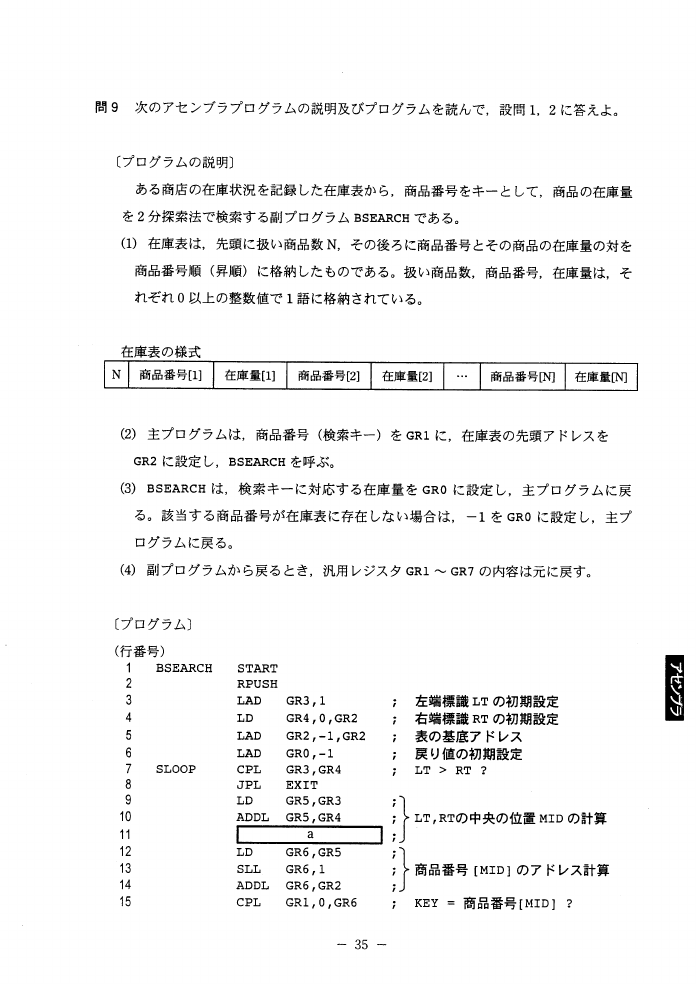 問9 次のアセンブラプログラムの説明及びプログラムを読んで，設問1，2に答えよ。
〔プログラムの説明〕
ある商店の在庫状況を記録した在庫表から，商品番号をキーとして，商品の在庫量
を2分探索法で検索する副プログラム BSEARCH である。
(1) 在庫表は，先頭に扱い商品数 N，その後ろに商品番号とその商品の在庫量の対を
商品番号順（昇順）に格納したものである。扱い商品数，商品番号，在庫量は，そ
れぞれ0以上の整数値で1語に格納されている。
在庫表の様式
N 商品番号[1] 在庫量[1] 商品番号[2] 在庫量[2] … 商品番号[N] 在庫量[N]
(2) 主プログラムは，商品番号（検索キー）を GR1 に，在庫表の先頭アドレスを
GR2 に設定し，BSEARCH を呼ぶ。
(3) BSEARCH は，検索キーに対応する在庫量を GR0 に設定し，主プログラムに戻
る。該当する商品番号が在庫表に存在しない場合は，−1 を GR0 に設定し，主プ
ログラムに戻る。
(4) 副プログラムから戻るとき，汎用レジスタ GR1 ～ GR7 の内容は元に戻す。
〔プログラム〕
(行番号)
1 BSEARCH START
2 RPUSH
3 LAD GR3,1 ; 左端標識 LT の初期設定
4 LD GR4,0,GR2 ; 右端標識 RT の初期設定
5 LAD GR2,-1,GR2 ; 表の基底アドレス
6 LAD GR0,-1 ; 戻り値の初期設定
7 SLOOP CPL GR3,GR4 ; LT > RT ?
8 JPL EXIT
9 LD GR5,GR3 ;
10 ADDL GR5,GR4 ; LT,RTの中央の位置 MID の計算
11 a ;
12 LD GR6,GR5 ;
13 SLL GR6,1 ; 商品番号 [MID] のアドレス計算
14 ADDL GR6,GR2 ;
15 CPL GR1,0,GR6 ; KEY = 商品番号[MID] ?
アセンブラ
− 35 −